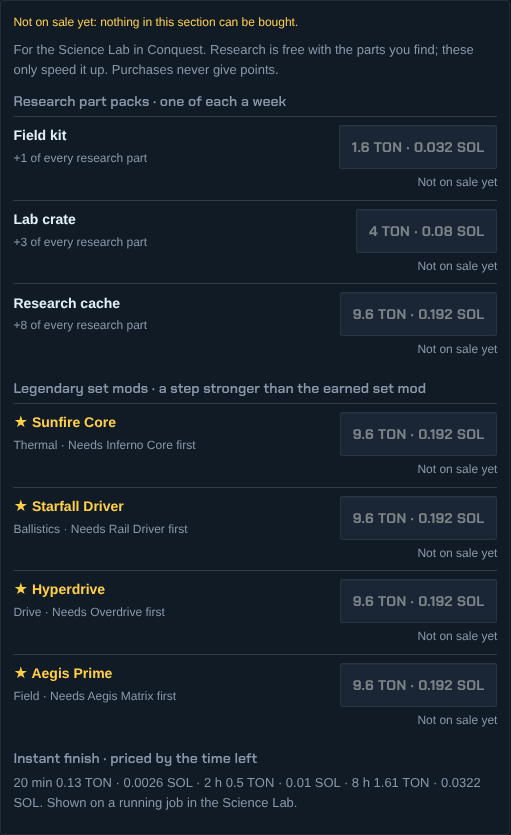 Not on sale yet: nothing in this section can be bought.
For the Science Lab in Conquest. Research is free with the parts you find; these
only speed it up. Purchases never give points.
Research part packs · one of each a week
Field kit
+1 of every research part
1.6 TON · 0.032 SOL
Not on sale yet
Lab crate
+3 of every research part
4 TON · 0.08 SOL
Not on sale yet
Research cache
+8 of every research part
9.6 TON · 0.192 SOL
Not on sale yet
Legendary set mods · a step stronger than the earned set mod
★ Sunfire Core
Thermal · Needs Inferno Core first
9.6 TON · 0.192 SOL
Not on sale yet
★ Starfall Driver
Ballistics · Needs Rail Driver first
9.6 TON · 0.192 SOL
Not on sale yet
★ Hyperdrive
Drive · Needs Overdrive first
9.6 TON · 0.192 SOL
Not on sale yet
★ Aegis Prime
Field · Needs Aegis Matrix first
9.6 TON · 0.192 SOL
Not on sale yet
Instant finish · priced by the time left
20 min 0.13 TON · 0.0026 SOL · 2 h 0.5 TON · 0.01 SOL · 8 h 1.61 TON · 0.0322
SOL. Shown on a running job in the Science Lab.